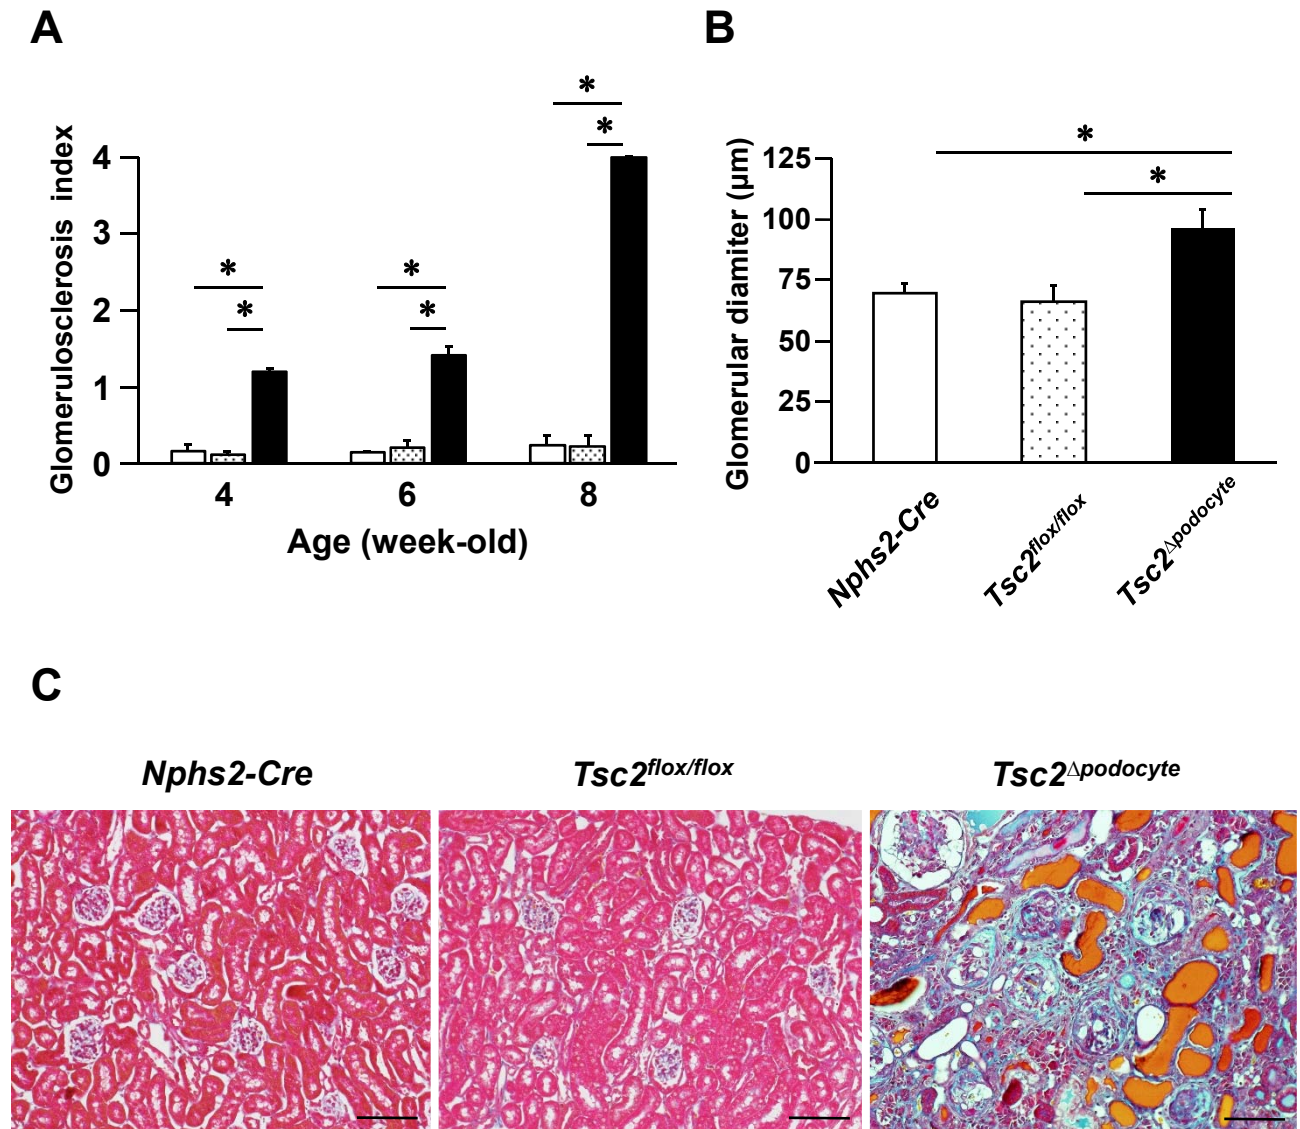 A
Glomerulosclerosis index
4
3
2
1
0
*
*
*
*
*
*
4 6 8
Age (week-old)
B
Glomerular diamiter (µm)
125
100
75
50
25
0
*
*
Nphs2-Cre
Tsc2flox/flox
Tsc2Δpodocyte
C
Nphs2-Cre Tsc2flox/flox Tsc2Δpodocyte